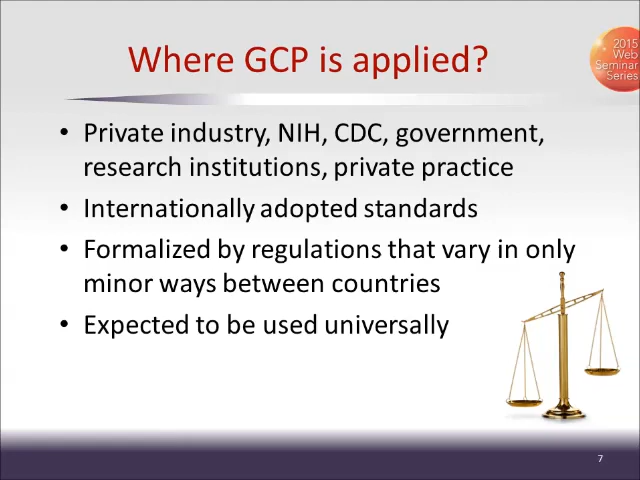 Where GCP is applied?
2015
Web
Seminar
Series
• Private industry, NIH, CDC, government,
research institutions, private practice
• Internationally adopted standards
• Formalized by regulations that vary in only
minor ways between countries
• Expected to be used universally
7